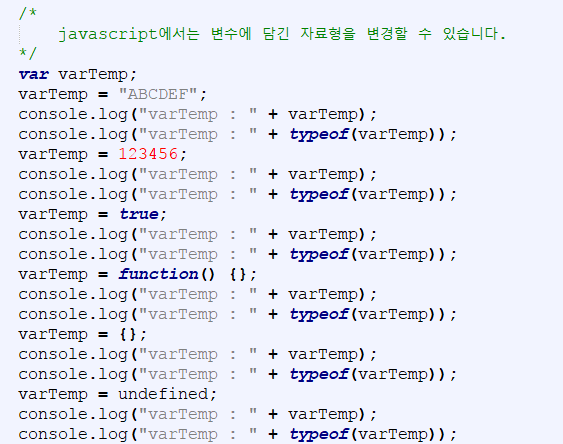 /*
    javascript에서는 변수에 담긴 자료형을 변경할 수 있습니다.
*/
var varTemp;
varTemp = "ABCDEF";
console.log("varTemp : " + varTemp);
console.log("varTemp : " + typeof(varTemp));
varTemp = 123456;
console.log("varTemp : " + varTemp);
console.log("varTemp : " + typeof(varTemp));
varTemp = true;
console.log("varTemp : " + varTemp);
console.log("varTemp : " + typeof(varTemp));
varTemp = function() {};
console.log("varTemp : " + varTemp);
console.log("varTemp : " + typeof(varTemp));
varTemp = {};
console.log("varTemp : " + varTemp);
console.log("varTemp : " + typeof(varTemp));
varTemp = undefined;
console.log("varTemp : " + varTemp);
console.log("varTemp : " + typeof(varTemp));